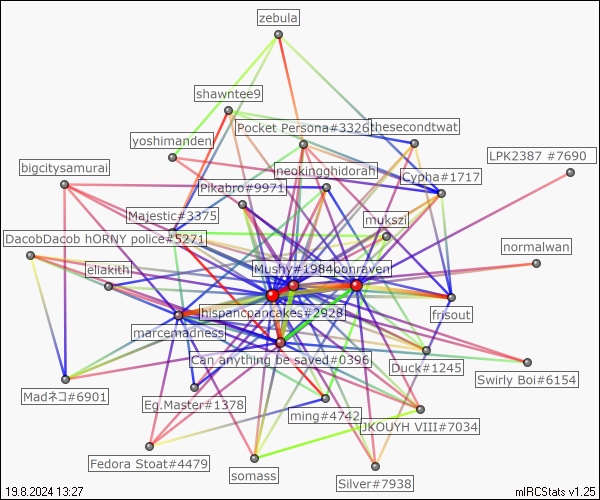 zebula
shawntee9
Pocket Persona#3326
thesecondtwat
yoshimanden
LPK2387 #7690
bigcitysamurai
neokingghidorah
Cypha#1717
Pikabro#9971
Majestic#3375
mukszi
DacobDacob hORNY police#5271
normalwan
ellakith
Mushy#1984
oonraven
hispancpancakes#2928
frisout
marcemadness
Can anything be saved#0396
Duck#1245
Swirly Boi#6154
Madネコ#6901
Eg.Master#1378
ming#4742
JKOUYH VIII#7034
Fedora Stoat#4479
somass
Silver#7938
19.8.2024 13:27
mIRCStats v1.25